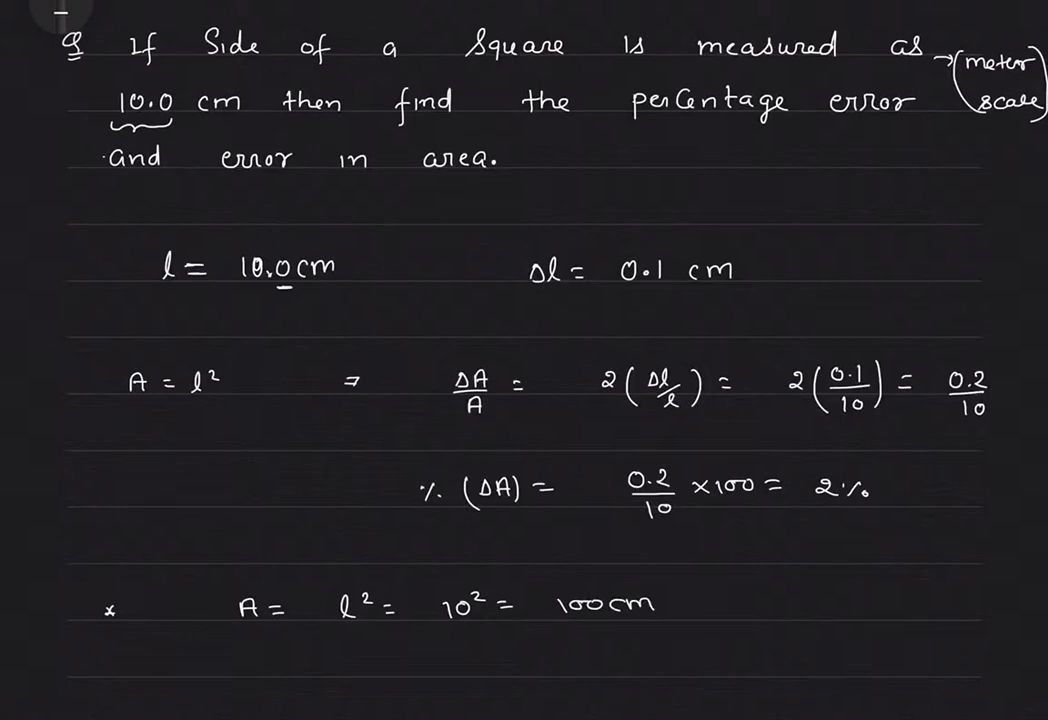 Q If Side of a Square is measured as → (meter
10.0 cm then find the percentage error scale)
and error in area.
l = 10.0 cm Δl = 0.1 cm
A = l² ⇒ ΔA/A = 2(Δl/l) = 2(0.1/10) = 0.2/10
% (ΔA) = 0.2/10 ×100 = 2%
* A = l² = 10² = 100cm